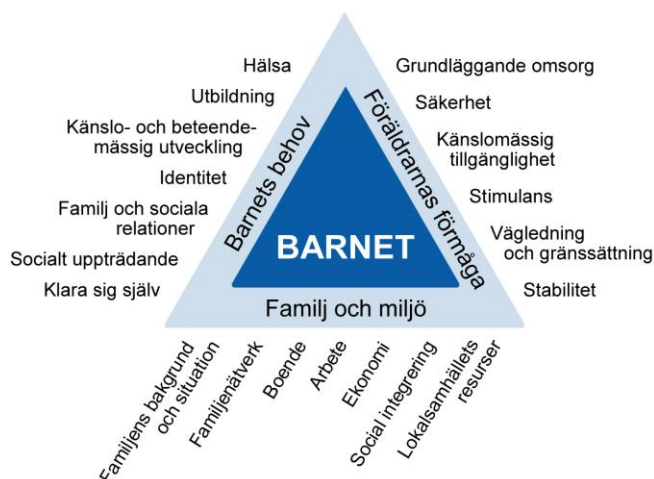 Hälsa
Utbildning
Känslo- och beteende-
mässig utveckling
Identitet
Familj och sociala
relationer
Socialt uppträdande
Klara sig själv
Barnets behov
BARNET
Föräldrarnas förmåga
Grundläggande omsorg
Säkerhet
Känslomässig
tillgänglighet
Stimulans
Vägledning
och gränssättning
Stabilitet
Familj och miljö
Familjens bakgrund
och situation
Familjenätverk
Boende
Arbete
Ekonomi
Social integrering
Lokalsamhällets
resurser